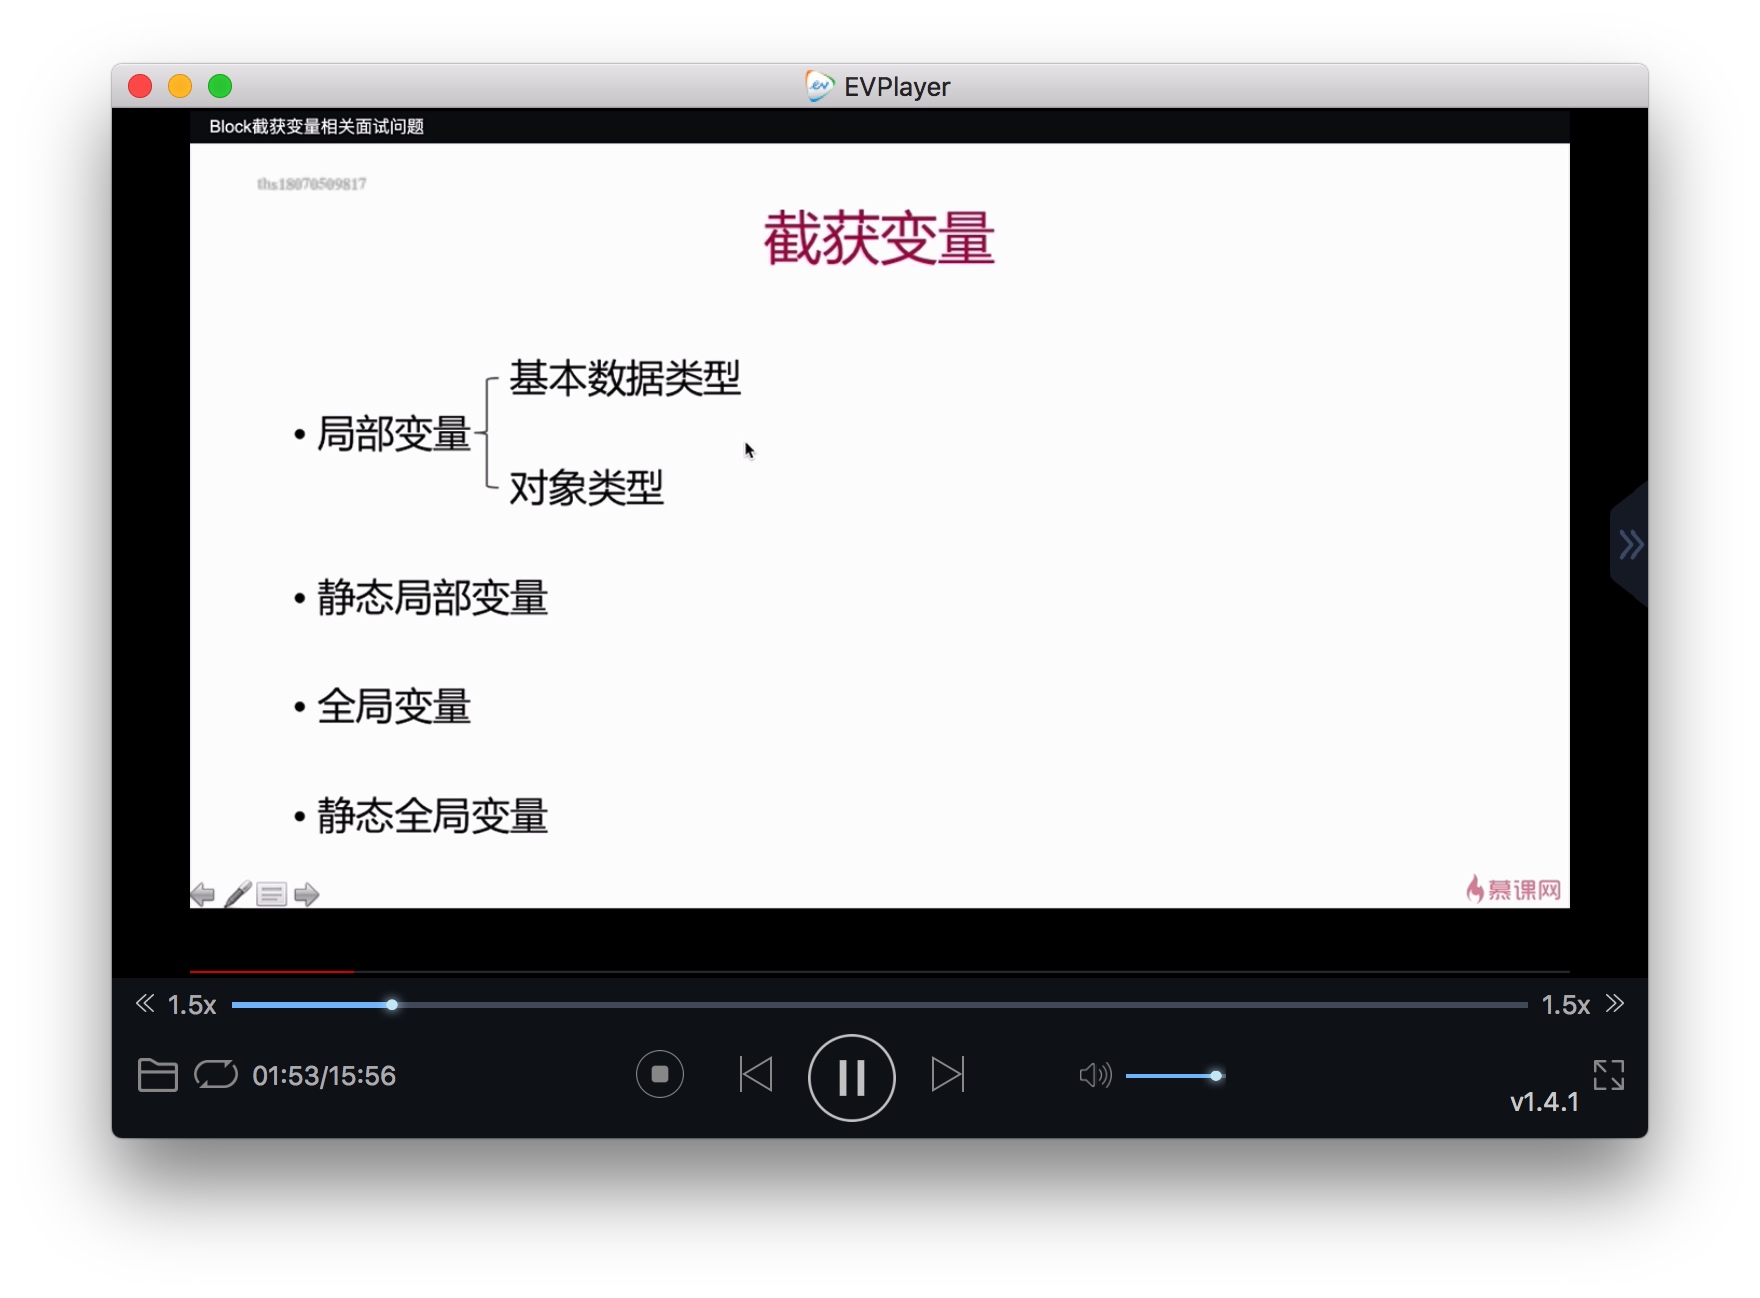 EVPlayer
Block截获变量相关面试问题
ths18070509817
截获变量
基本数据类型
• 局部变量
对象类型
• 静态局部变量
• 全局变量
• 静态全局变量
慕课网
1.5x
1.5x
01:53/15:56
v1.4.1